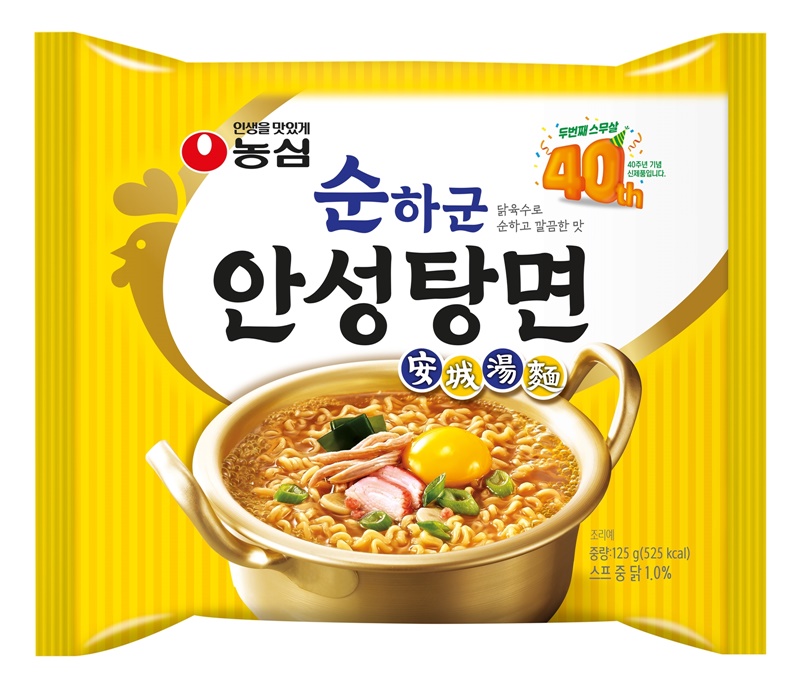 인생을 맛있게
농심
두번째 스무살
40th
40주년 기념
신제품입니다.
순하군
닭육수로
순하고 깔끔한 맛
안성탕면
安城湯麵
조리예
중량:125 g(525 kcal)
스프 중 닭 1.0%